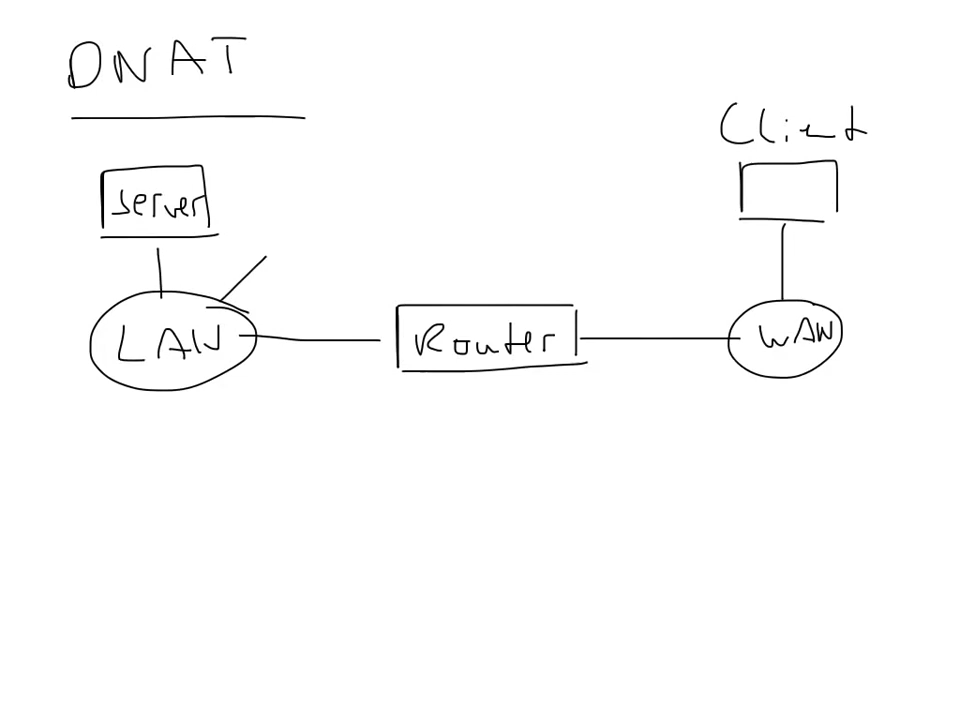 DNAT
Client
Server
LAN
Router
WAN